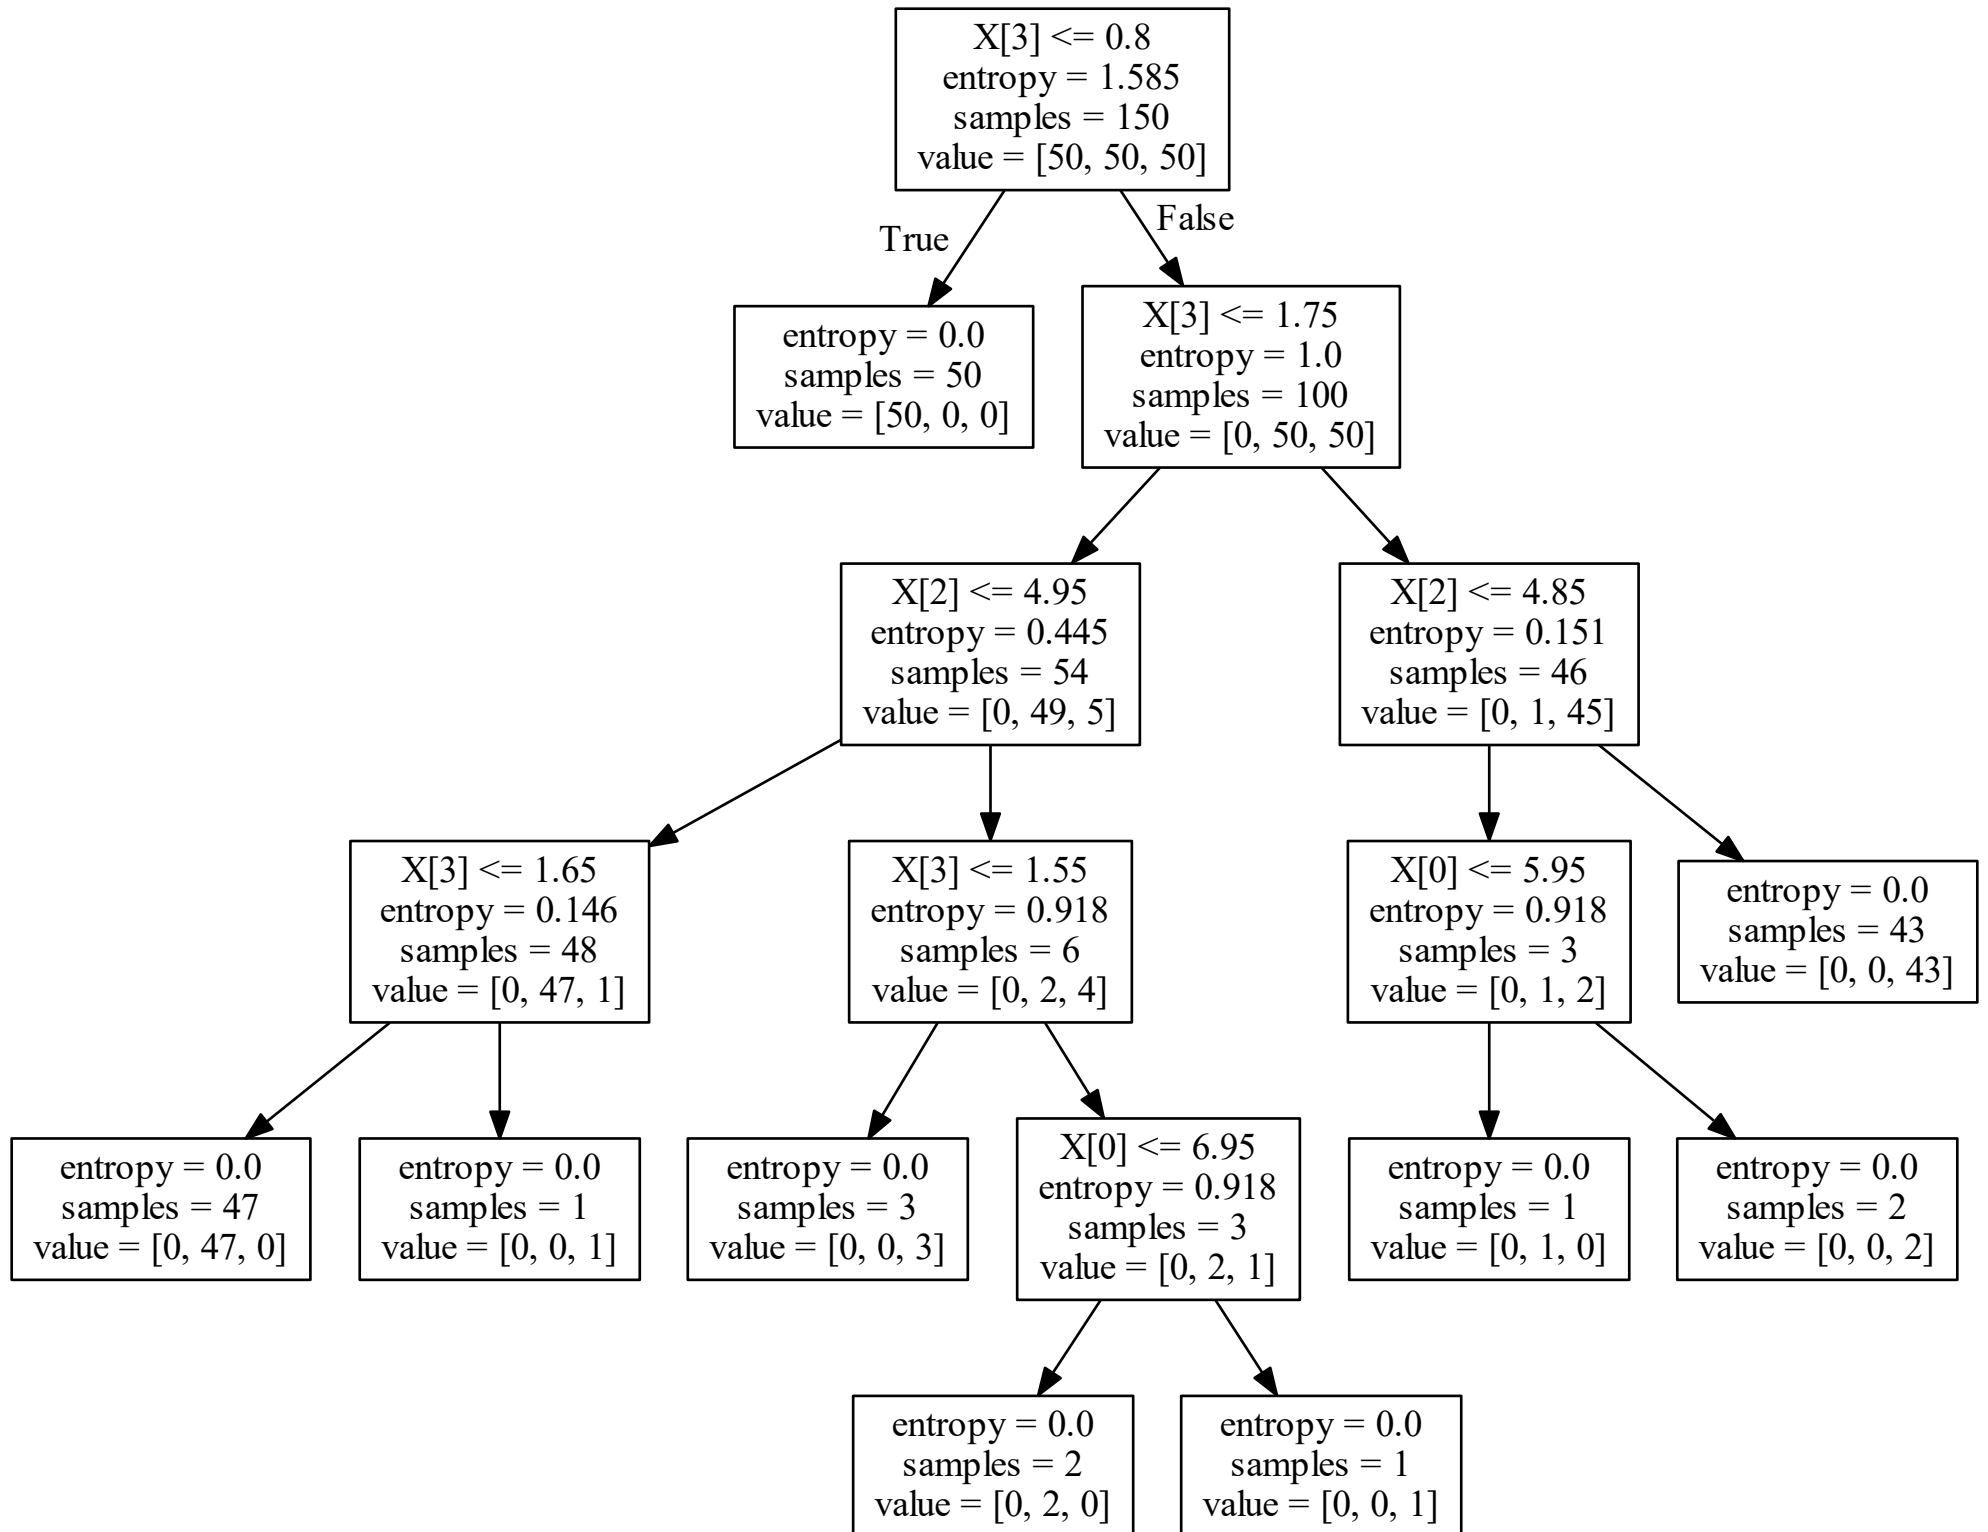 X[3] <= 0.8
entropy = 1.585
samples = 150
value = [50, 50, 50]
True
False
entropy = 0.0
samples = 50
value = [50, 0, 0]
X[3] <= 1.75
entropy = 1.0
samples = 100
value = [0, 50, 50]
X[2] <= 4.95
entropy = 0.445
samples = 54
value = [0, 49, 5]
X[2] <= 4.85
entropy = 0.151
samples = 46
value = [0, 1, 45]
X[3] <= 1.65
entropy = 0.146
samples = 48
value = [0, 47, 1]
X[3] <= 1.55
entropy = 0.918
samples = 6
value = [0, 2, 4]
X[0] <= 5.95
entropy = 0.918
samples = 3
value = [0, 1, 2]
entropy = 0.0
samples = 43
value = [0, 0, 43]
entropy = 0.0
samples = 47
value = [0, 47, 0]
entropy = 0.0
samples = 1
value = [0, 0, 1]
entropy = 0.0
samples = 3
value = [0, 0, 3]
X[0] <= 6.95
entropy = 0.918
samples = 3
value = [0, 2, 1]
entropy = 0.0
samples = 1
value = [0, 1, 0]
entropy = 0.0
samples = 2
value = [0, 0, 2]
entropy = 0.0
samples = 2
value = [0, 2, 0]
entropy = 0.0
samples = 1
value = [0, 0, 1]